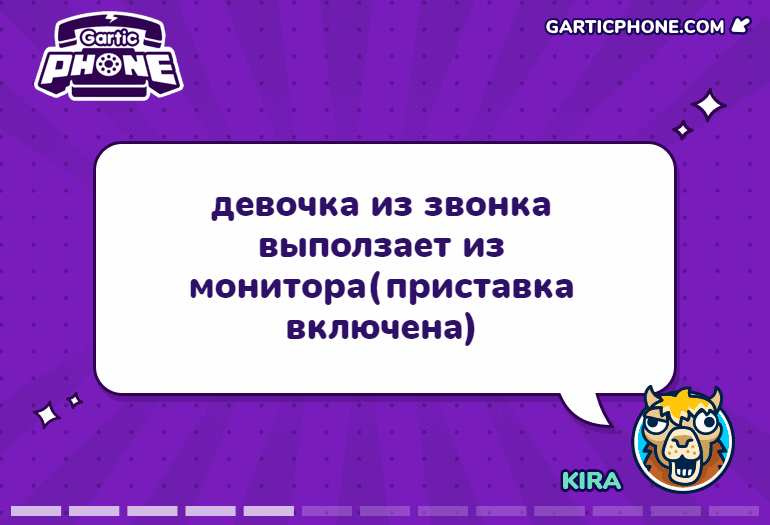 Gartic
PHONE
GARTICPHONE.COM
девочка из звонка
выползает из
монитора(приставка
включена)
KIRA